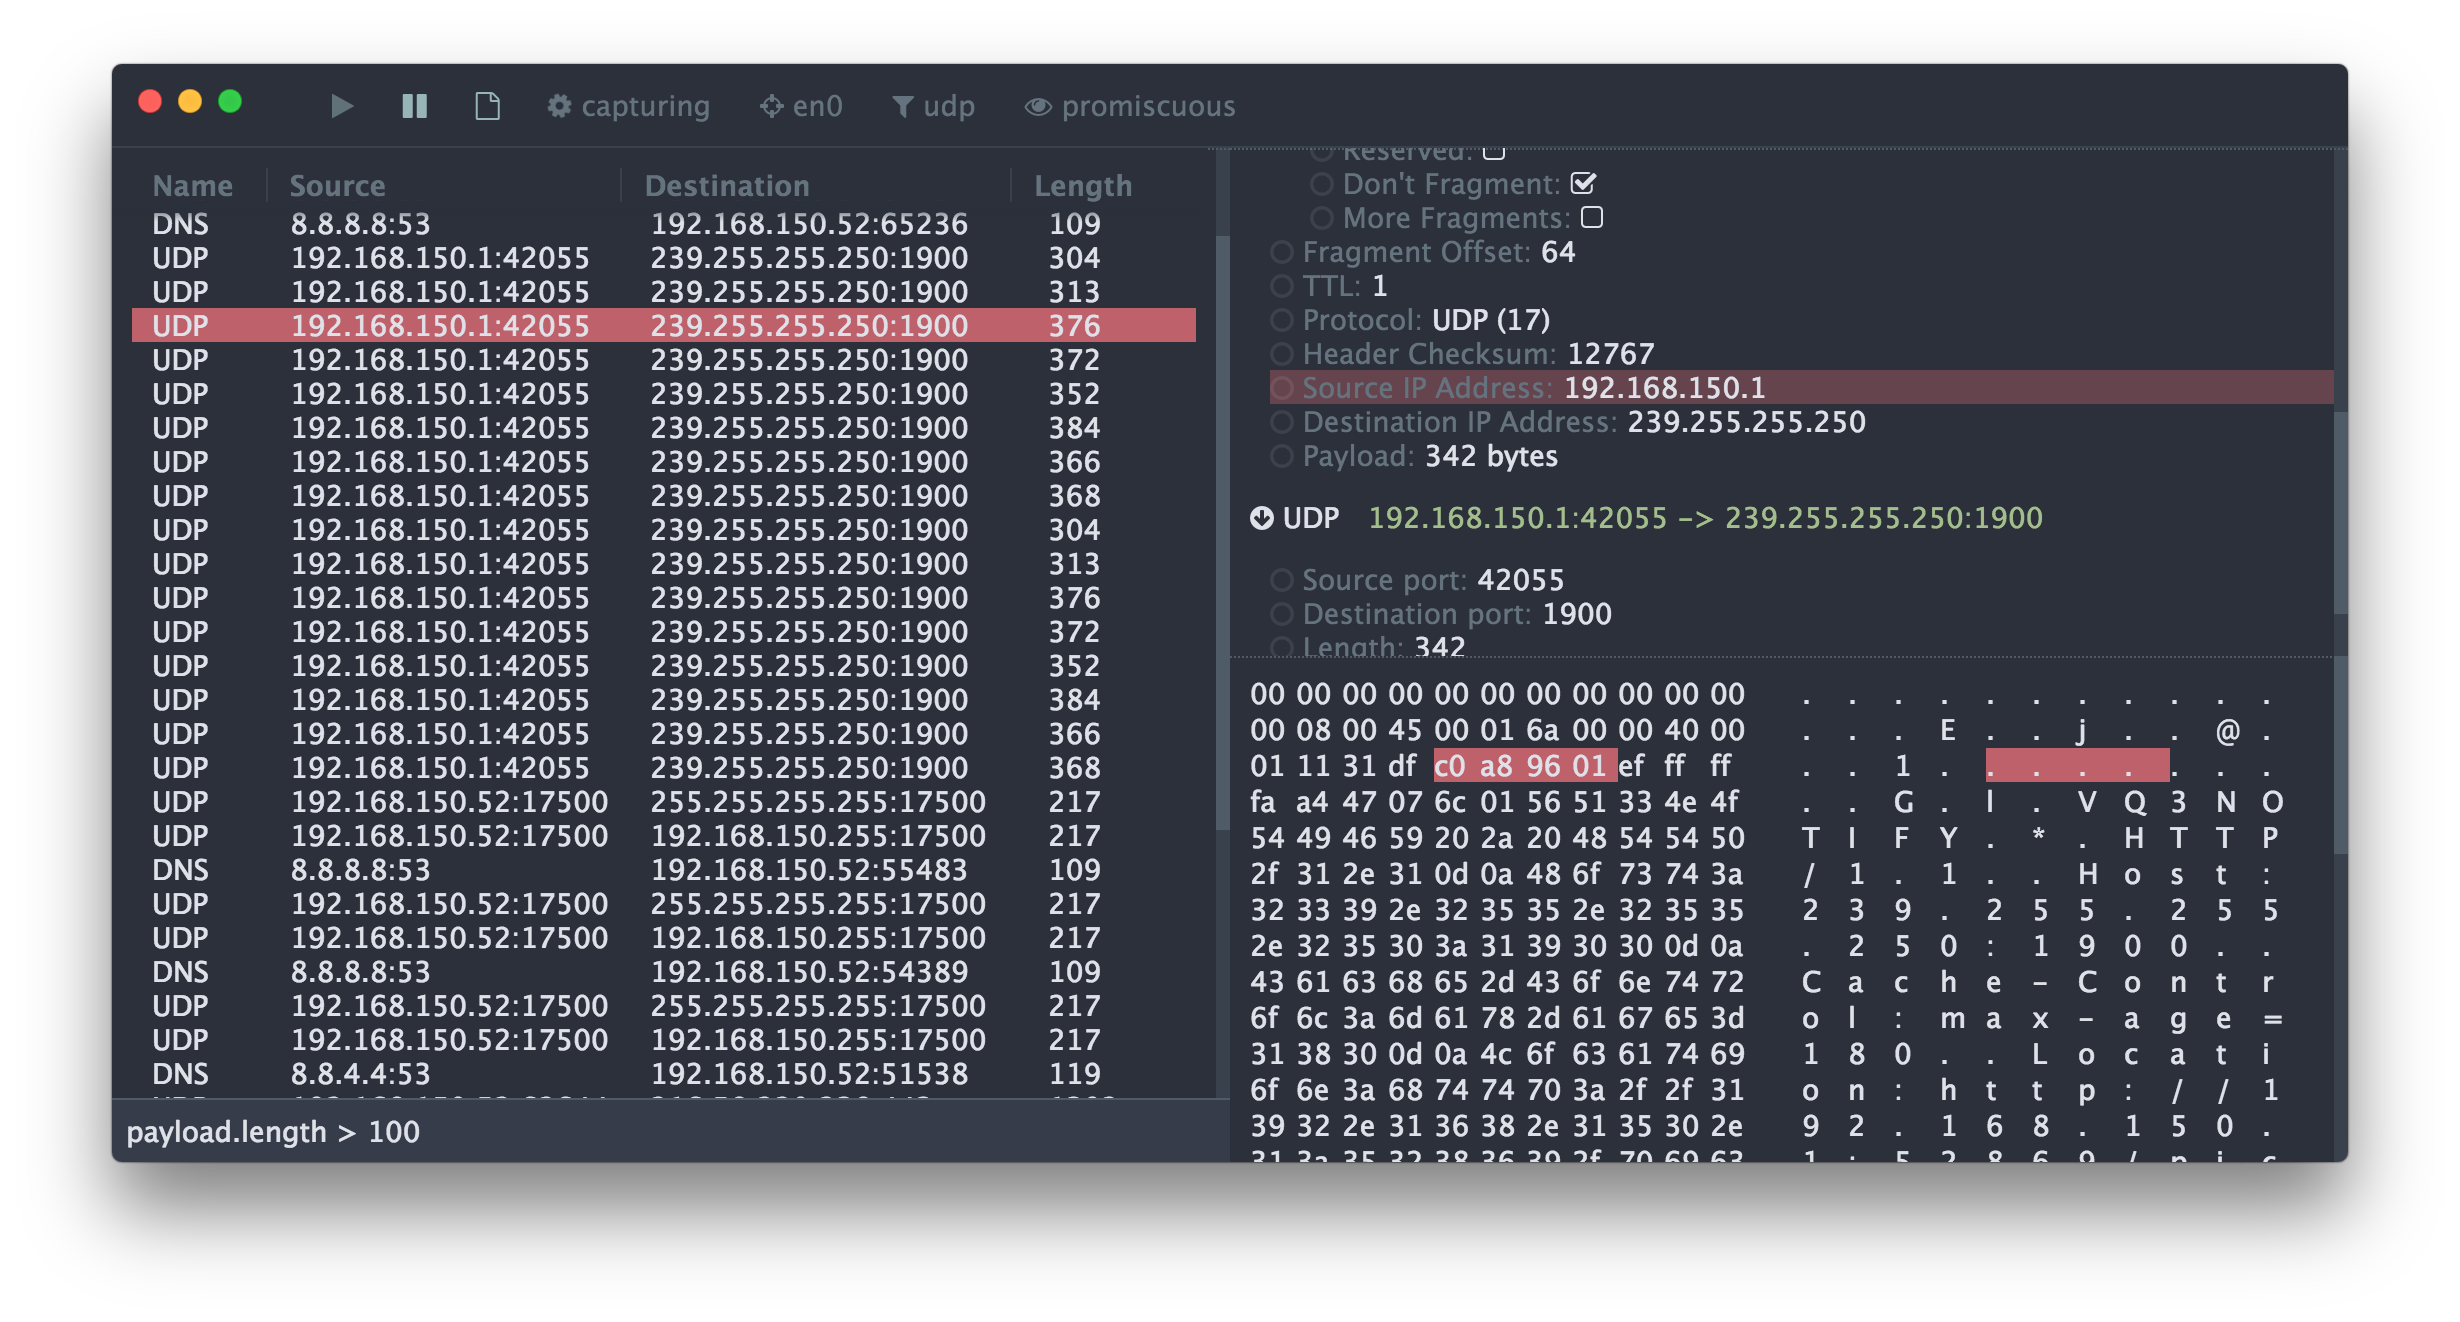 capturing en0 udp promiscuous
Name Source Destination Length
DNS 8.8.8.8:53 192.168.150.52:65236 109
UDP 192.168.150.1:42055 239.255.255.250:1900 304
UDP 192.168.150.1:42055 239.255.255.250:1900 313
UDP 192.168.150.1:42055 239.255.255.250:1900 376
UDP 192.168.150.1:42055 239.255.255.250:1900 372
UDP 192.168.150.1:42055 239.255.255.250:1900 352
UDP 192.168.150.1:42055 239.255.255.250:1900 384
UDP 192.168.150.1:42055 239.255.255.250:1900 366
UDP 192.168.150.1:42055 239.255.255.250:1900 368
UDP 192.168.150.1:42055 239.255.255.250:1900 304
UDP 192.168.150.1:42055 239.255.255.250:1900 313
UDP 192.168.150.1:42055 239.255.255.250:1900 376
UDP 192.168.150.1:42055 239.255.255.250:1900 372
UDP 192.168.150.1:42055 239.255.255.250:1900 352
UDP 192.168.150.1:42055 239.255.255.250:1900 384
UDP 192.168.150.1:42055 239.255.255.250:1900 366
UDP 192.168.150.1:42055 239.255.255.250:1900 368
UDP 192.168.150.52:17500 255.255.255.255:17500 217
UDP 192.168.150.52:17500 192.168.150.255:17500 217
DNS 8.8.8.8:53 192.168.150.52:55483 109
UDP 192.168.150.52:17500 255.255.255.255:17500 217
UDP 192.168.150.52:17500 192.168.150.255:17500 217
DNS 8.8.8.8:53 192.168.150.52:54389 109
UDP 192.168.150.52:17500 255.255.255.255:17500 217
UDP 192.168.150.52:17500 192.168.150.255:17500 217
DNS 8.8.4.4:53 192.168.150.52:51538 119
payload.length > 100
Reserved:
Don't Fragment:
More Fragments:
Fragment Offset: 64
TTL: 1
Protocol: UDP (17)
Header Checksum: 12767
Source IP Address: 192.168.150.1
Destination IP Address: 239.255.255.250
Payload: 342 bytes
UDP 192.168.150.1:42055 -> 239.255.255.250:1900
Source port: 42055
Destination port: 1900
Length: 342
00 00 00 00 00 00 00 00 00 00 00 . . . . . . . . . . .
00 08 00 45 00 01 6a 00 00 40 00 . . . E . . j . . @ .
01 11 31 df c0 a8 96 01 ef ff ff . . 1 . . . . . . . .
fa a4 47 07 6c 01 56 51 33 4e 4f . . G . l . V Q 3 N O
54 49 46 59 20 2a 20 48 54 54 50 T I F Y . * . H T T P
2f 31 2e 31 0d 0a 48 6f 73 74 3a / 1 . 1 . . H o s t :
32 33 39 2e 32 35 35 2e 32 35 35 2 3 9 . 2 5 5 . 2 5 5
2e 32 35 30 3a 31 39 30 30 0d 0a . 2 5 0 : 1 9 0 0 . .
43 61 63 68 65 2d 43 6f 6e 74 72 C a c h e - C o n t r
6f 6c 3a 6d 61 78 2d 61 67 65 3d o l : m a x - a g e =
31 38 30 0d 0a 4c 6f 63 61 74 69 1 8 0 . . L o c a t i
6f 6e 3a 68 74 74 70 3a 2f 2f 31 o n : h t t p : / / 1
39 32 2e 31 36 38 2e 31 35 30 2e 9 2 . 1 6 8 . 1 5 0 .
31 3a 35 32 38 36 39 2f 70 69 63 1 : 5 2 8 6 9 / p i c